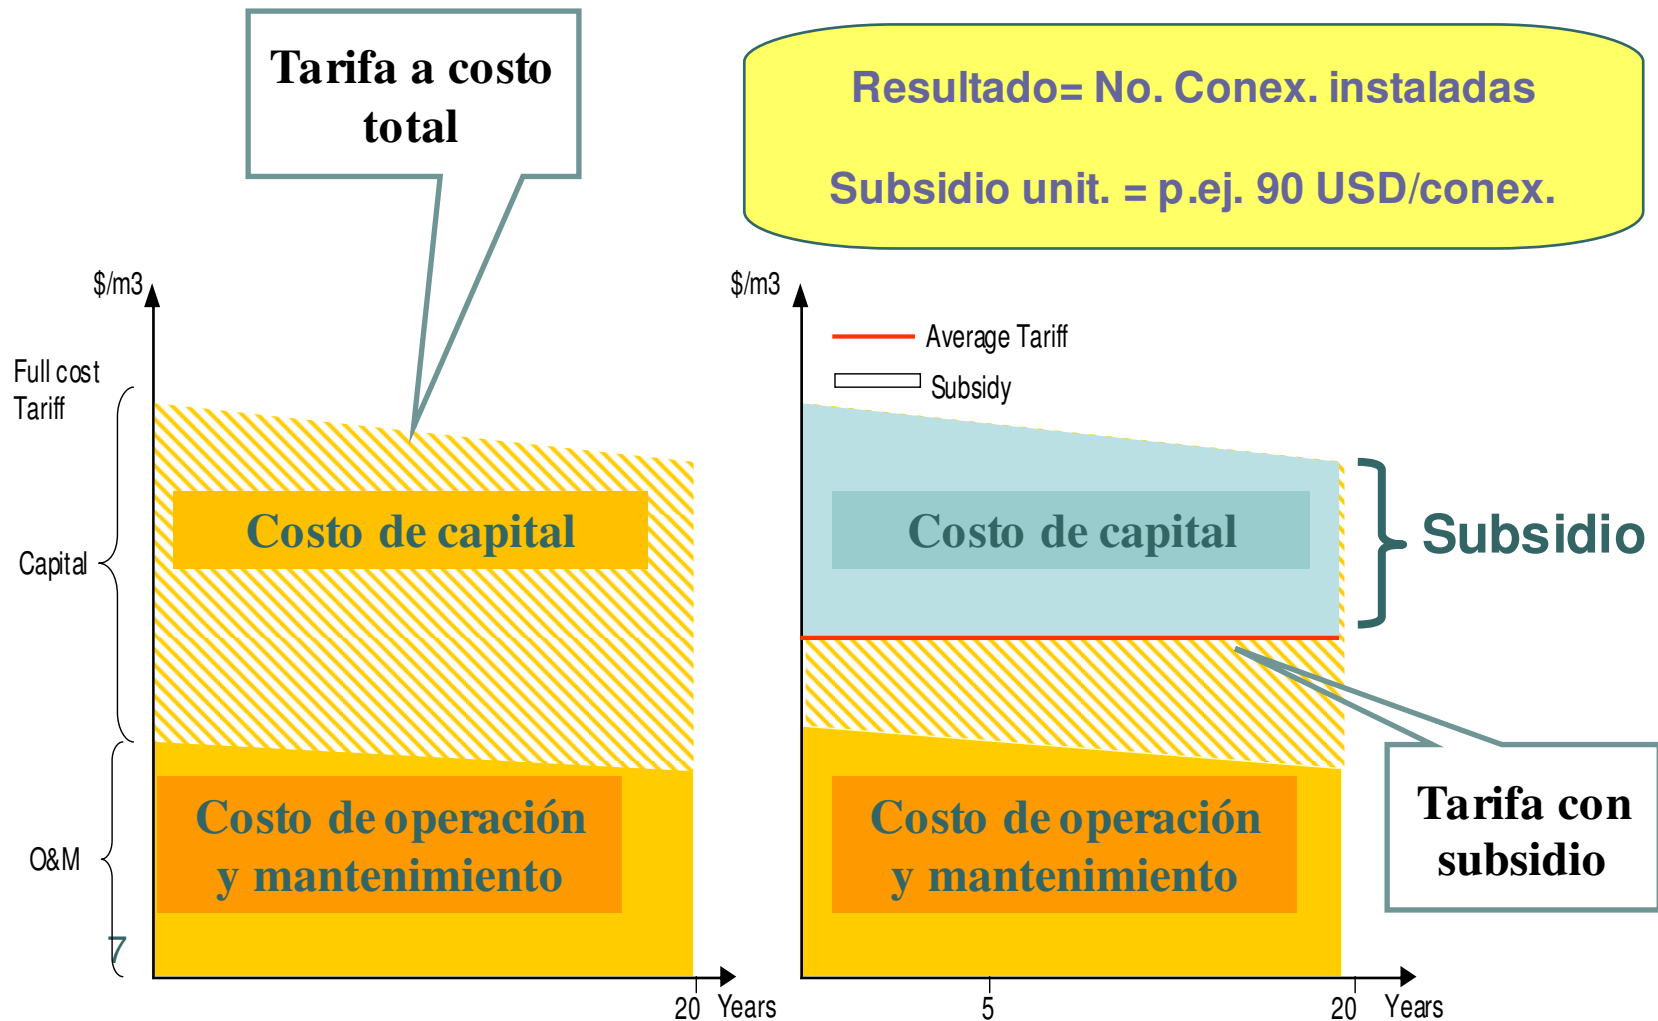 Tarifa a costo
total
Resultado= No. Conex. instaladas
Subsidio unit. = p.ej. 90 USD/conex.
$/m3
Full cost
Tariff
Capital
O&M
Costo de capital
Costo de operación
y mantenimiento
7
20
Years
$/m3
Average Tariff
Subsidy
Costo de capital
Subsidio
Costo de operación
y mantenimiento
Tarifa con
subsidio
5
20
Years